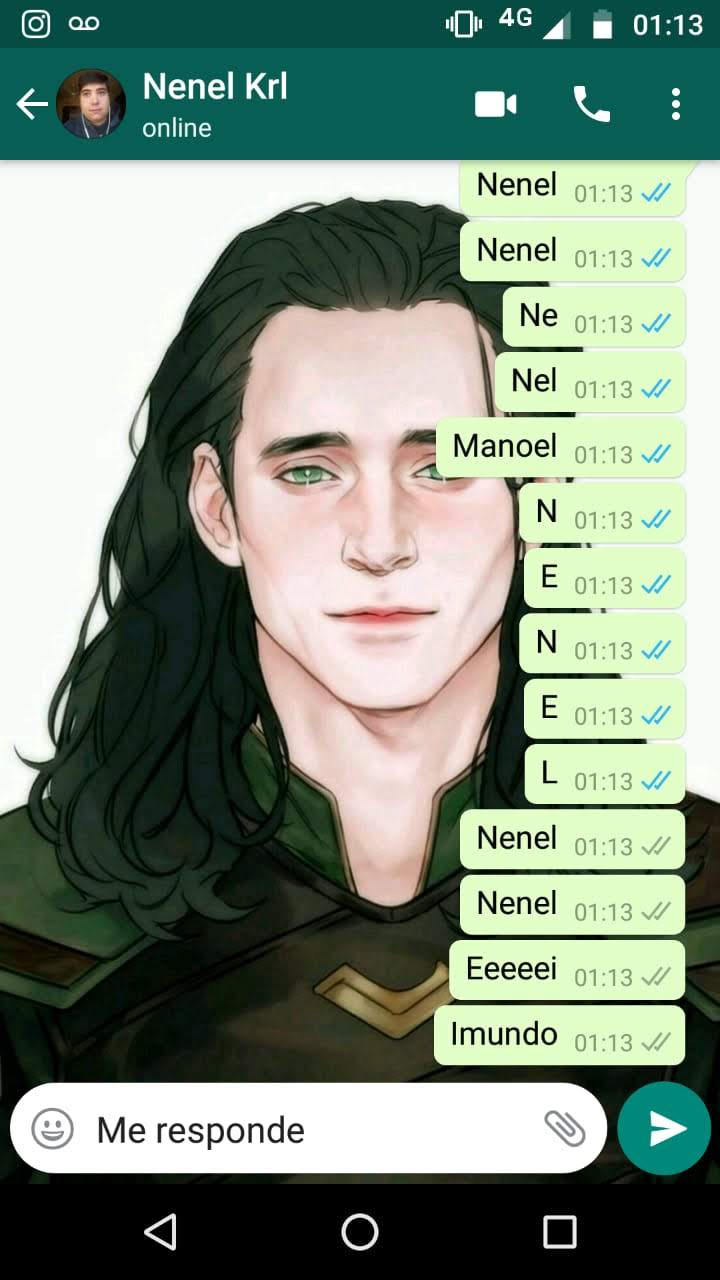 4G 01:13
Nenel Krl
online
Nenel 01:13
Nenel 01:13
Ne 01:13
Nel 01:13
Manoel 01:13
N 01:13
E 01:13
N 01:13
E 01:13
L 01:13
Nenel 01:13
Nenel 01:13
Eeeeei 01:13
Imundo 01:13
Me responde